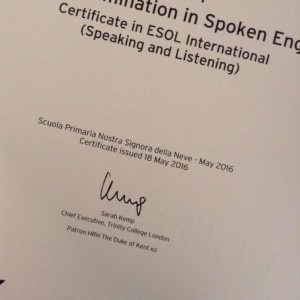 mination in Spoken Eng
Certificate in ESOL International
(Speaking and Listening)
Scuola Primaria Nostra Signora della Neve - May 2016
Certificate issued 18 May 2016
Sarah Kemp
Chief Executive, Trinity College London
Patron HRH The Duke of Kent KG